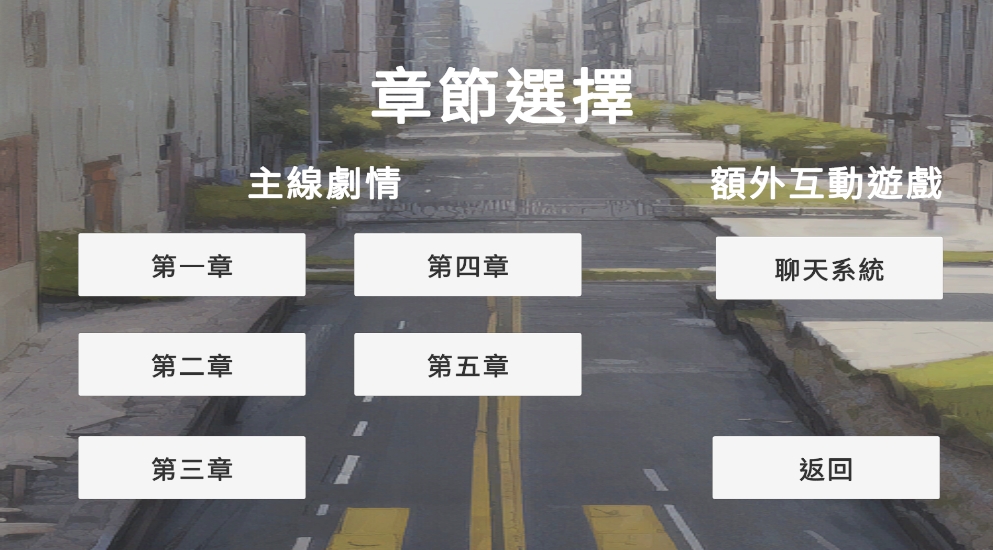 章節選擇
主線劇情
額外互動遊戲
第一章
第四章
聊天系統
第二章
第五章
第三章
返回